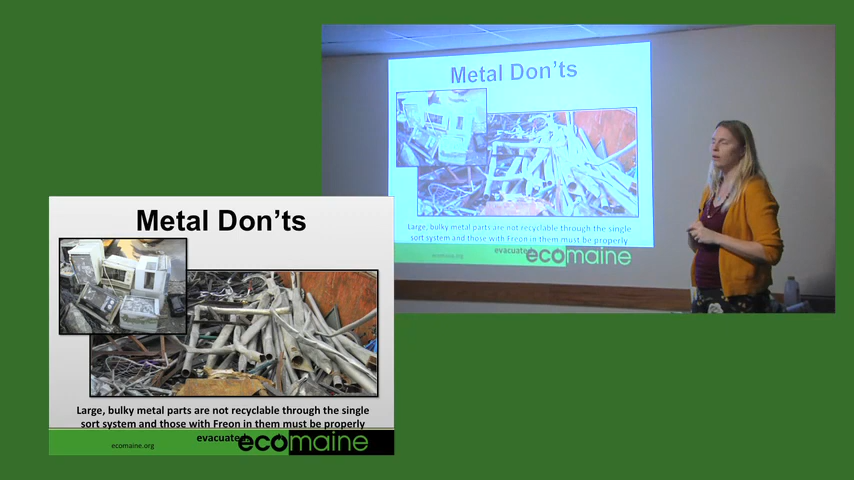 Metal Don'ts
Large, bulky metal parts are not recyclable through the single
sort system and those with Freon in them must be properly
evacuated.
ecomaine.org
ecomaine
Metal Don'ts
Large, bulky metal parts are not recyclable through the single
sort system and those with Freon in them must be properly
evacuated.
ecomaine.org
ecomaine